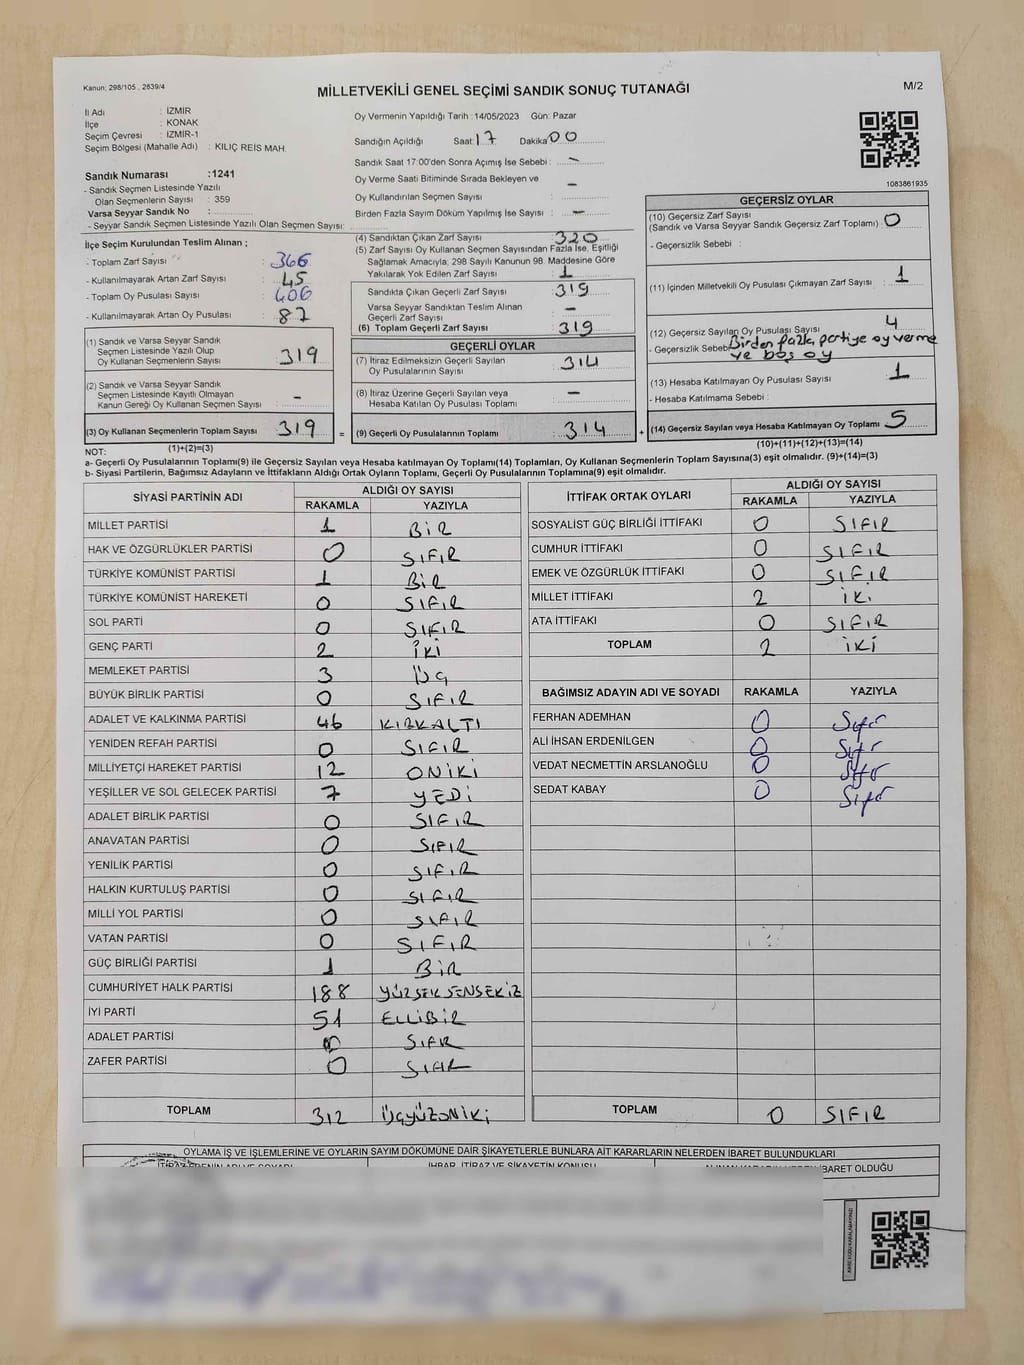 Kanun: 298/105 , 2839/4
MİLLETVEKİLİ GENEL SEÇİMİ SANDIK SONUÇ TUTANAĞI
M/2
İl Adı : İZMİR
İlçe : KONAK
Seçim Çevresi : İZMİR-1
Seçim Bölgesi (Mahalle Adı) : KILIÇ REİS MAH.
Sandık Numarası :1241
- Sandık Seçmen Listesinde Yazılı
Olan Seçmenlerin Sayısı : 359
Varsa Seyyar Sandık No :
- Seyyar Sandık Seçmen Listesinde Yazılı Olan Seçmen Sayısı:
Oy Vermenin Yapıldığı Tarih :14/05/2023 Gün: Pazar
Sandığın Açıldığı Saat 17 Dakika 00
Sandık Saat 17:00'den Sonra Açımış İse Sebebi : -
Oy Verme Saati Bitiminde Sırada Bekleyen ve
Oy Kullandırılan Seçmen Sayısı -
Birden Fazla Sayım Döküm Yapılmış İse Sayısı : -
1083861935
İlçe Seçim Kurulundan Teslim Alınan ;
- Toplam Zarf Sayısı : 366
- Kullanılmayarak Artan Zarf Sayısı : 45
- Toplam Oy Pusulası Sayısı : 406
- Kullanılmayarak Artan Oy Pusulası : 87
(1) Sandık ve Varsa Seyyar Sandık
Seçmen Listesinde Yazılı Olup
Oy Kullanan Seçmenlerin Sayısı : 319
(2) Sandık ve Varsa Seyyar Sandık
Seçmen Listesinde Kayıtlı Olmayan
Kanun Gereği Oy Kullanan Seçmen Sayısı : -
(3) Oy Kullanan Seçmenlerin Toplam Sayısı 319 =
(1)+(2)=(3)
(4) Sandıktan Çıkan Zarf Sayısı 320
(5) Zarf Sayısı Oy Kullanan Seçmen Sayısından Fazla İse, Eşitliği
Sağlamak Amacıyla; 298 Sayılı Kanunun 98. Maddesine Göre
Yakılarak Yok Edilen Zarf Sayısı : 1
Sandıkta Çıkan Geçerli Zarf Sayısı : 319
Varsa Seyyar Sandıktan Teslim Alınan
Geçerli Zarf Sayısı : -
(6) Toplam Geçerli Zarf Sayısı : 319
GEÇERLİ OYLAR
(7) İtiraz Edilmeksizin Geçerli Sayılan
Oy Pusulalarının Sayısı : 314
(8) İtiraz Üzerine Geçerli Sayılan veya
Hesaba Katılan Oy Pusulası Toplamı : -
(9) Geçerli Oy Pusulalarının Toplamı : 314 +
GEÇERSİZ OYLAR
(10) Geçersiz Zarf Sayısı
(Sandık ve Varsa Seyyar Sandık Geçersiz Zarf Toplamı) : 0
- Geçersizlik Sebebi :
(11) İçinden Milletvekili Oy Pusulası Çıkmayan Zarf Sayısı : 1
(12) Geçersiz Sayılan Oy Pusulası Sayısı : 4
- Geçersizlik Sebebi Birden fazla partiye oy verme
ve boş oy
(13) Hesaba Katılmayan Oy Pusulası Sayısı : 1
- Hesaba Katılmama Sebebi :
(14) Geçersiz Sayılan veya Hesaba Katılmayan Oy Toplamı 5
(10)+(11)+(12)+(13)=(14)
NOT:
a- Geçerli Oy Pusulalarının Toplamı(9) ile Geçersiz Sayılan veya Hesaba katılmayan Oy Toplamı(14) Toplamları, Oy Kullanan Seçmenlerin Toplam Sayısına(3) eşit olmalıdır. (9)+(14)=(3)
b- Siyasi Partilerin, Bağımsız Adayların ve İttifakların Aldığı Ortak Oyların Toplamı, Geçerli Oy Pusulasının Toplamına(9) eşit olmalıdır.
SİYASİ PARTİNİN ADI ALDIĞI OY SAYISI
RAKAMLA YAZIYLA
MİLLET PARTİSİ 1 BİR
HAK VE ÖZGÜRLÜKLER PARTİSİ 0 SIFIR
TÜRKİYE KOMÜNİST PARTİSİ 1 BİR
TÜRKİYE KOMÜNİST HAREKETİ 0 SIFIR
SOL PARTİ 0 SIFIR
GENÇ PARTİ 2 İKİ
MEMLEKET PARTİSİ 3 ÜÇ
BÜYÜK BİRLİK PARTİSİ 0 SIFIR
ADALET VE KALKINMA PARTİSİ 46 KIRKALTI
YENİDEN REFAH PARTİSİ 0 SIFIR
MİLLİYETÇİ HAREKET PARTİSİ 12 ONİKİ
YEŞİLLER VE SOL GELECEK PARTİSİ 7 YEDİ
ADALET BİRLİK PARTİSİ 0 SIFIR
ANAVATAN PARTİSİ 0 SIFIR
YENİLİK PARTİSİ 0 SIFIR
HALKIN KURTULUŞ PARTİSİ 0 SIFIR
MİLLİ YOL PARTİSİ 0 SIFIR
VATAN PARTİSİ 0 SIFIR
GÜÇ BİRLİĞİ PARTİSİ 1 BİR
CUMHURİYET HALK PARTİSİ 188 YÜZSEKSENSEKİZ
İYİ PARTİ 51 ELLİBİR
ADALET PARTİSİ 0 SIFIR
ZAFER PARTİSİ 0 SIFIR
TOPLAM 312 ÜÇYÜZONİKİ
İTTİFAK ORTAK OYLARI ALDIĞI OY SAYISI
RAKAMLA YAZIYLA
SOSYALİST GÜÇ BİRLİĞİ İTTİFAKI 0 SIFIR
CUMHUR İTTİFAKI 0 SIFIR
EMEK VE ÖZGÜRLÜK İTTİFAKI 0 SIFIR
MİLLET İTTİFAKI 2 İKİ
ATA İTTİFAKI 0 SIFIR
TOPLAM 2 İKİ
BAĞIMSIZ ADAYIN ADI VE SOYADI RAKAMLA YAZIYLA
FERHAN ADEMHAN 0 Sıfır
ALİ İHSAN ERDENİLGEN 0 Sıfır
VEDAT NECMETTİN ARSLANOĞLU 0 Sıfır
SEDAT KABAY 0 Sıfır
TOPLAM 0 SIFIR
OYLAMA İŞ VE İŞLEMLERİNE VE OYLARIN SAYIM DÖKÜMÜNE DAİR ŞİKAYETLERLE BUNLARA AİT KARARLARIN NELERDEN İBARET BULUNDUKLARI
İHBAR, İTİRAZ VE ŞİKAYETİN KONUSU
İBARET OLDUĞU